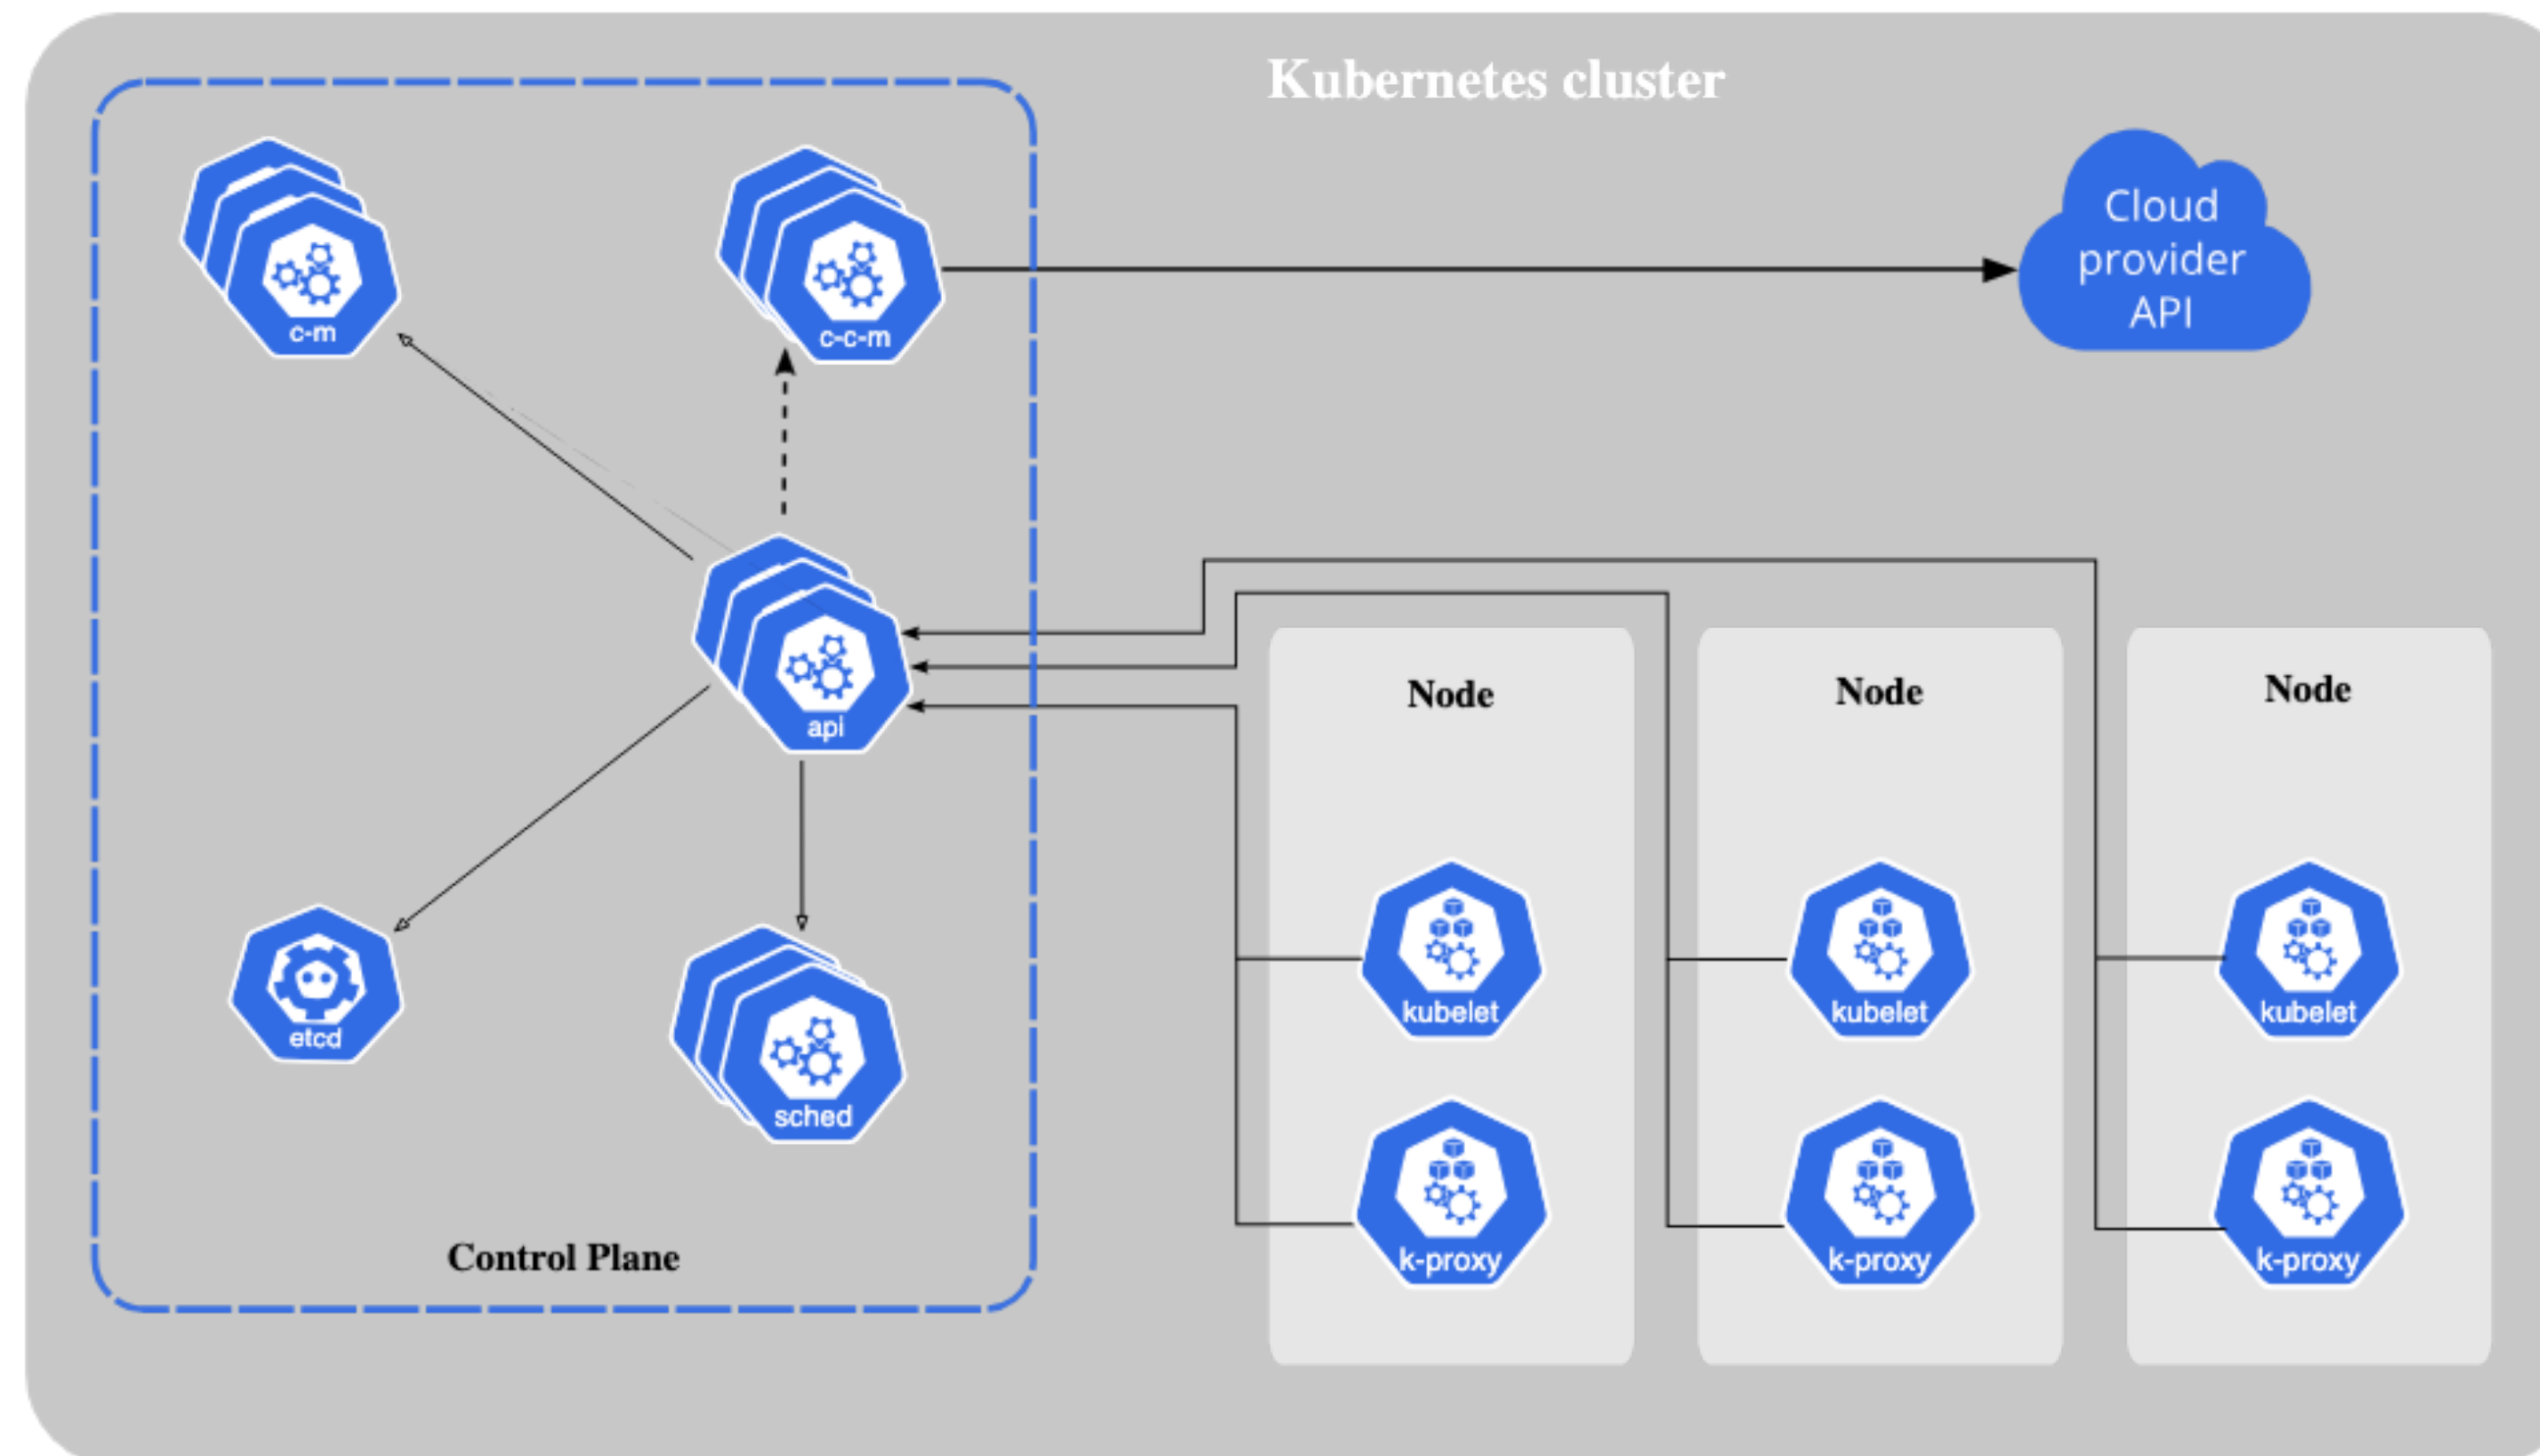 Kubernetes cluster
c-m
c-c-m
Cloud
provider
API
api
etcd
sched
Control Plane
Node
kubelet
k-proxy
Node
kubelet
k-proxy
Node
kubelet
k-proxy